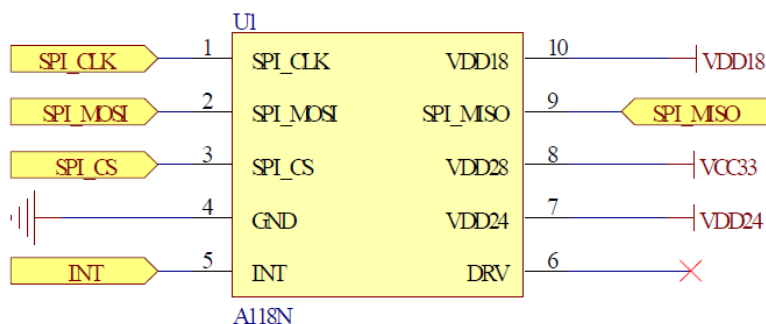 U1
SPI_CLK 1 SPI_CLK VDD18 10 VDD18
SPI_MOSI 2 SPI_MOSI SPI_MISO 9 SPI_MISO
SPI_CS 3 SPI_CS VDD28 8 VCC33
4 GND VDD24 7 VDD24
INT 5 INT DRV 6
A118N